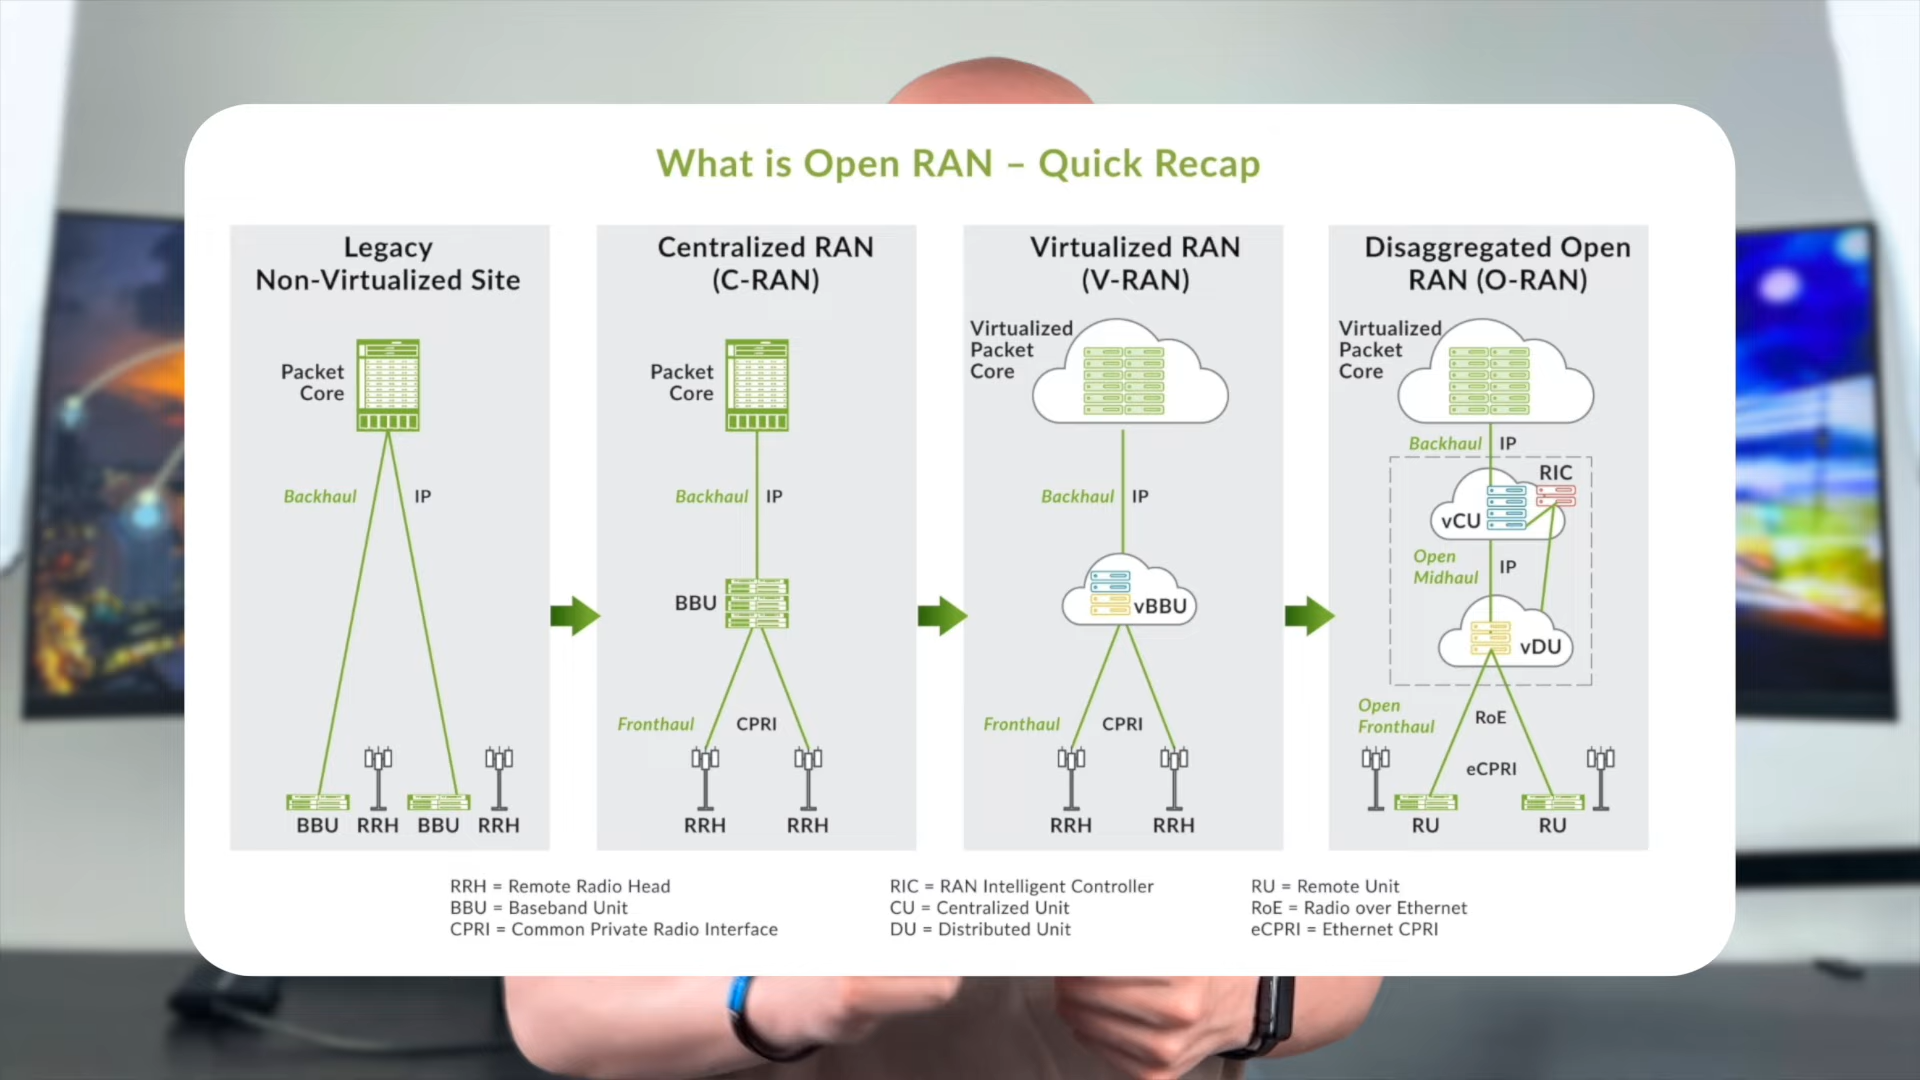 What is Open RAN – Quick Recap
Legacy
Non-Virtualized Site
Packet
Core
Backhaul
IP
BBU
RRH
BBU
RRH
Centralized RAN
(C-RAN)
Packet
Core
Backhaul
IP
BBU
Fronthaul
CPRI
RRH
RRH
Virtualized RAN
(V-RAN)
Virtualized
Packet
Core
Backhaul
IP
vBBU
Fronthaul
CPRI
RRH
RRH
Disaggregated Open
RAN (O-RAN)
Virtualized
Packet
Core
Backhaul
IP
RIC
vCU
Open
Midhaul
IP
vDU
Open
Fronthaul
RoE
eCPRI
RU
RU
RRH = Remote Radio Head
BBU = Baseband Unit
CPRI = Common Private Radio Interface
RIC = RAN Intelligent Controller
CU = Centralized Unit
DU = Distributed Unit
RU = Remote Unit
RoE = Radio over Ethernet
eCPRI = Ethernet CPRI